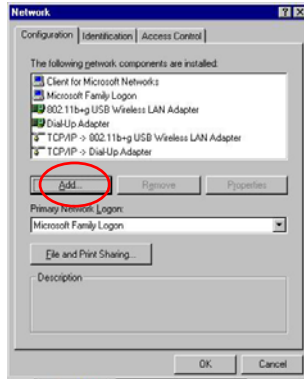 Network
Configuration Identification Access Control
The following network components are installed:
Client for Microsoft Networks
Microsoft Family Logon
802.11b+g USB Wireless LAN Adapter
Dial-Up Adapter
TCP/IP -> 802.11b+g USB Wireless LAN Adapter
TCP/IP -> Dial-Up Adapter
Add... Remove Properties
Primary Network Logon:
Microsoft Family Logon
File and Print Sharing...
Description
OK Cancel